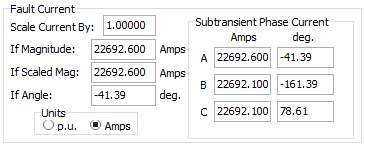 Fault Current
Scale Current By: 1.00000
If Magnitude: 22692.600 Amps
If Scaled Mag: 22692.600 Amps
If Angle: -41.39 deg.
Units
p.u. Amps
Subtransient Phase Current
Amps deg.
A 22692.600 -41.39
B 22692.100 -161.39
C 22692.100 78.61